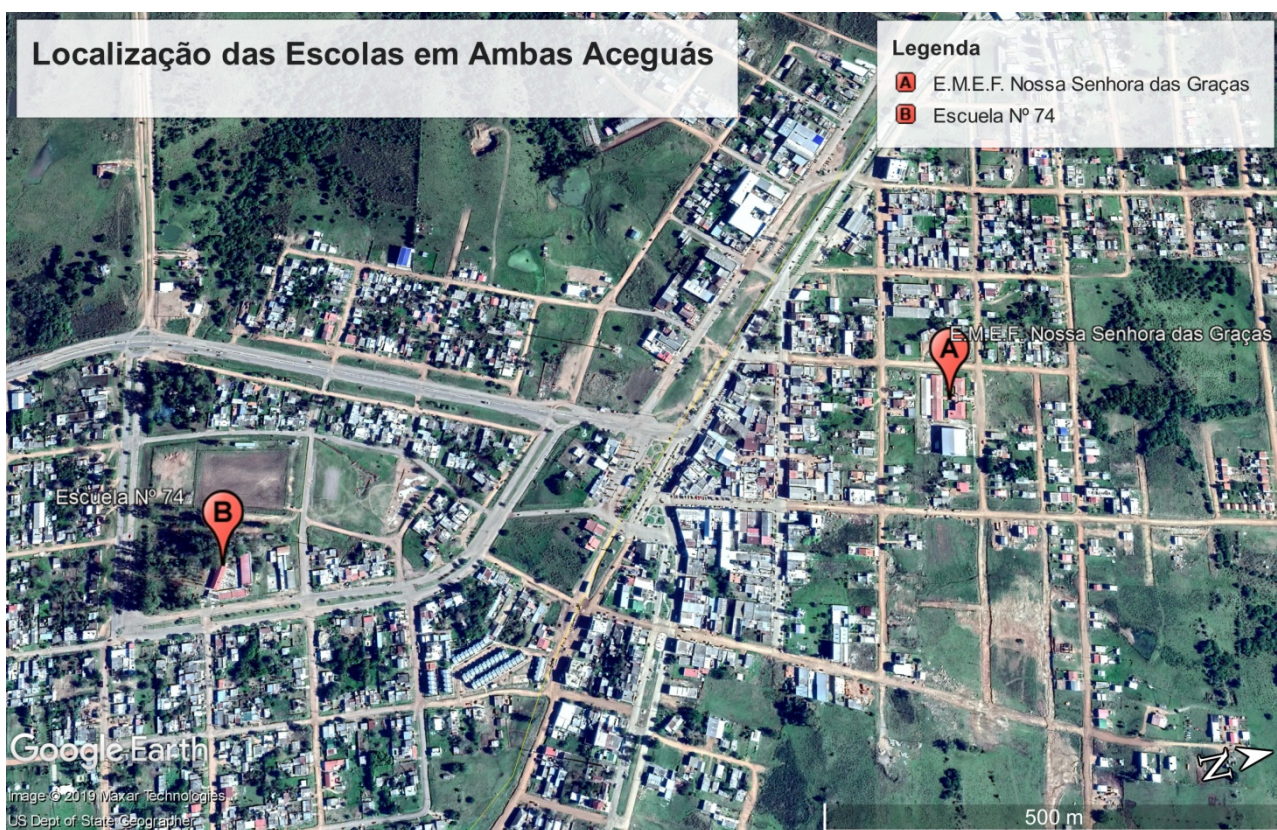 Localização das Escolas em Ambas Aceguás
Legenda
A E.M.E.F. Nossa Senhora das Graças
B Escuela Nº 74
A
E.M.E.F. Nossa Senhora das Graças
Escuela Nº 74
B
Google Earth
Image © 2019 Maxar Technologies
US Dept of State Geographer
N
500 m